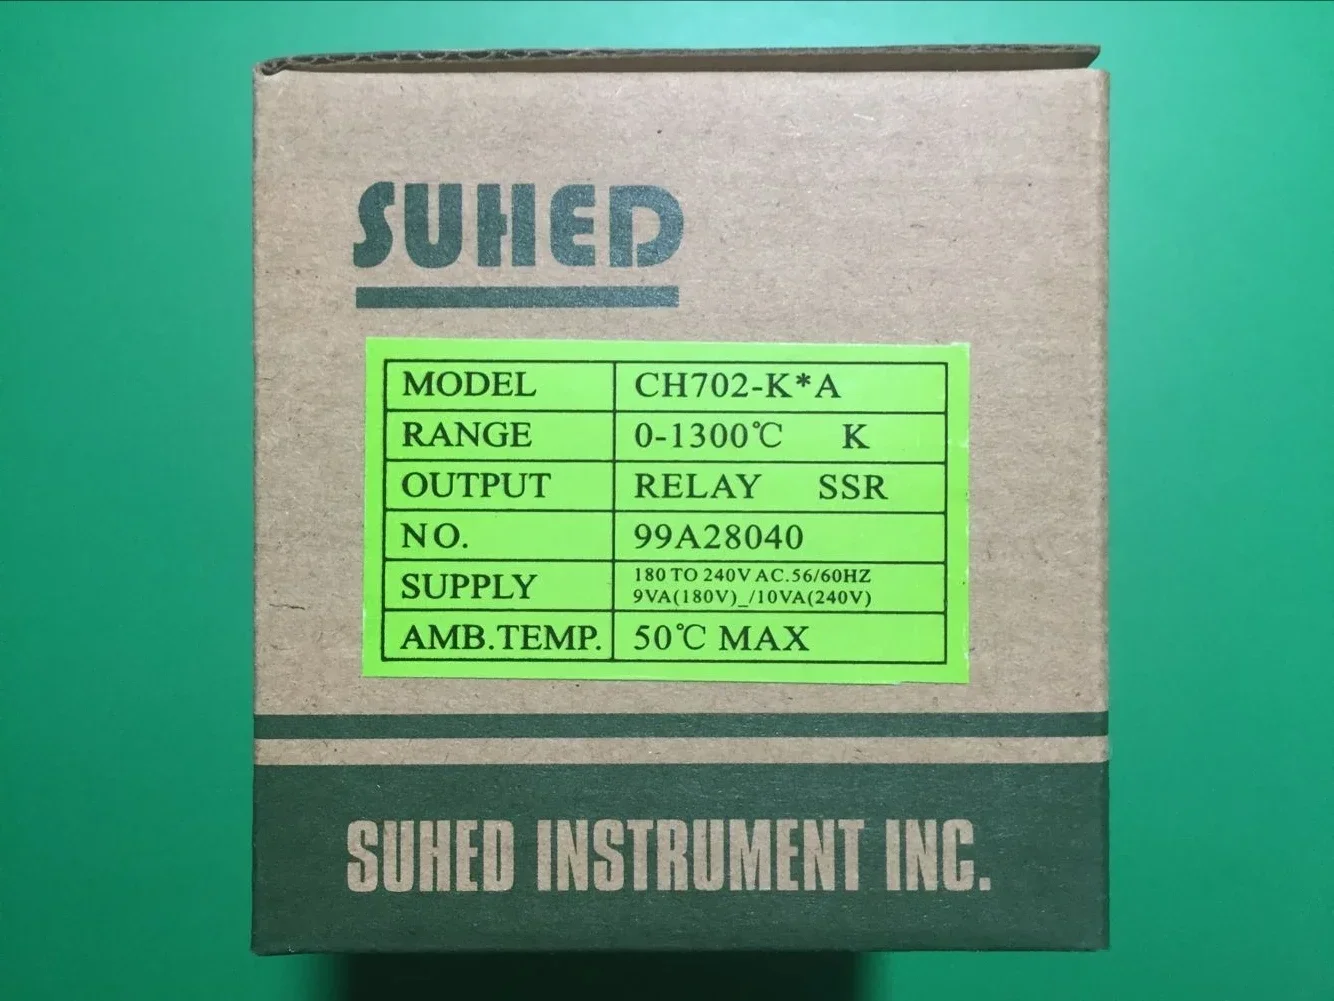 SUHED
MODEL CH702-K*A
RANGE 0-1300℃ K
OUTPUT RELAY SSR
NO. 99A28040
SUPPLY 180 TO 240V AC.56/60HZ
9VA(180V)_/10VA(240V)
AMB.TEMP. 50℃ MAX
SUHED INSTRUMENT INC.